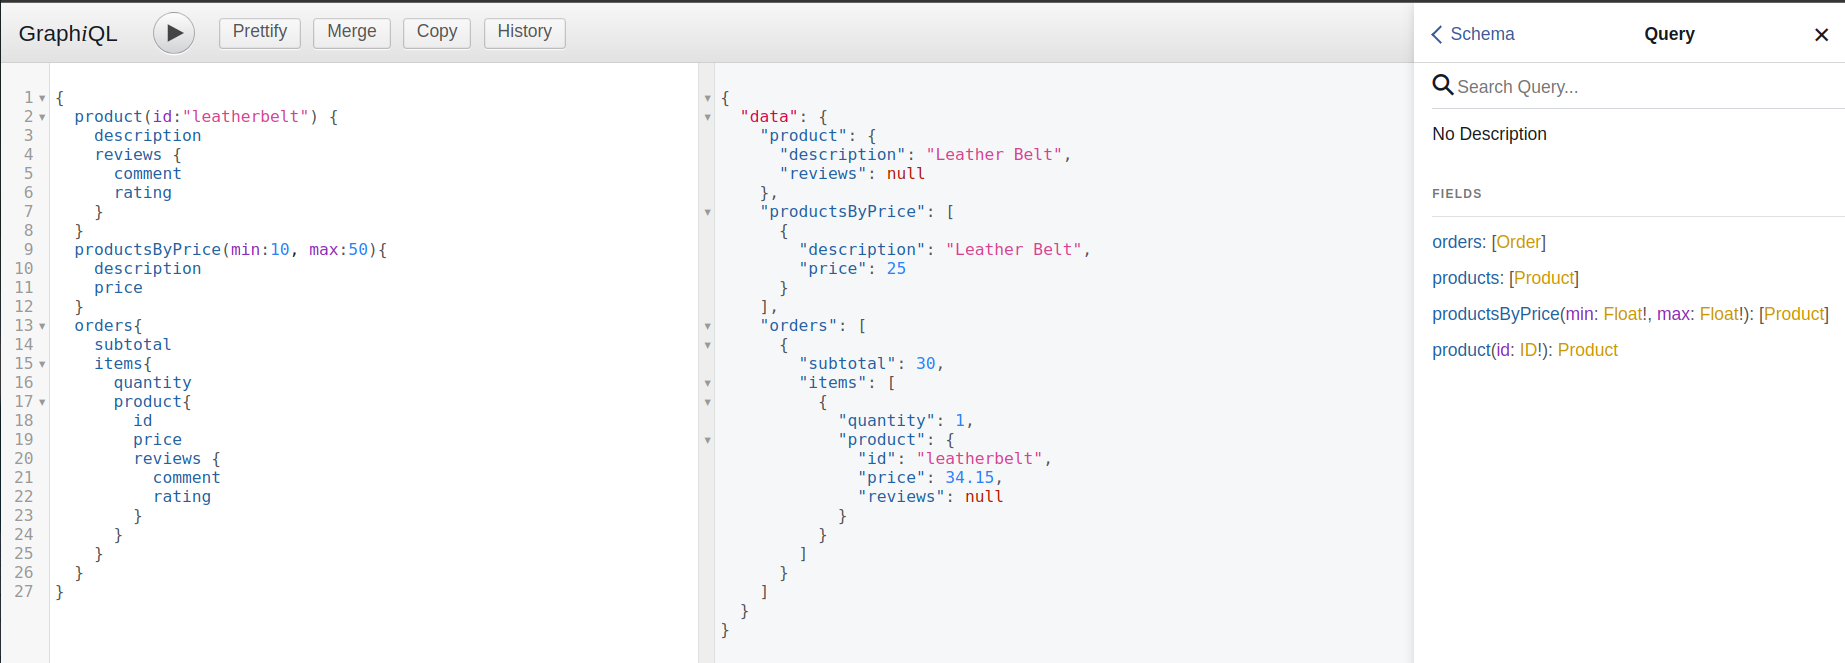 GraphiQL
Prettify
Merge
Copy
History
1 {
2 product(id:"leatherbelt") {
3 description
4 reviews {
5 comment
6 rating
7 }
8 }
9 productsByPrice(min:10, max:50){
10 description
11 price
12 }
13 orders{
14 subtotal
15 items{
16 quantity
17 product{
18 id
19 price
20 reviews {
21 comment
22 rating
23 }
24 }
25 }
26 }
27 }
{
"data": {
"product": {
"description": "Leather Belt",
"reviews": null
},
"productsByPrice": [
{
"description": "Leather Belt",
"price": 25
}
],
"orders": [
{
"subtotal": 30,
"items": [
{
"quantity": 1,
"product": {
"id": "leatherbelt",
"price": 34.15,
"reviews": null
}
}
]
}
]
}
}
Schema
Query
Search Query...
No Description
FIELDS
orders: [Order]
products: [Product]
productsByPrice(min: Float!, max: Float!): [Product]
product(id: ID!): Product